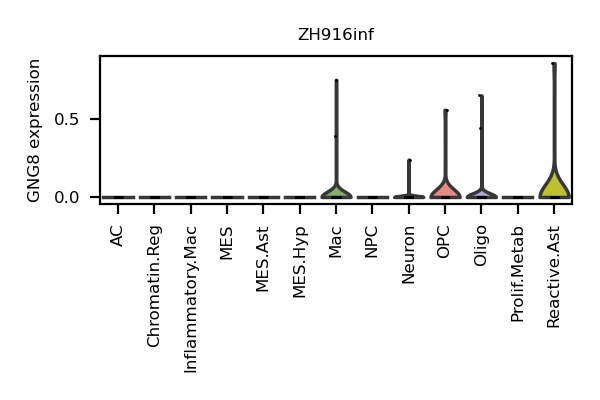 ZH916inf
GNG8 expression
0.5
0.0
AC
Chromatin.Reg
Inflammatory.Mac
MES
MES.Ast
MES.Hyp
Mac
NPC
Neuron
OPC
Oligo
Prolif.Metab
Reactive.Ast